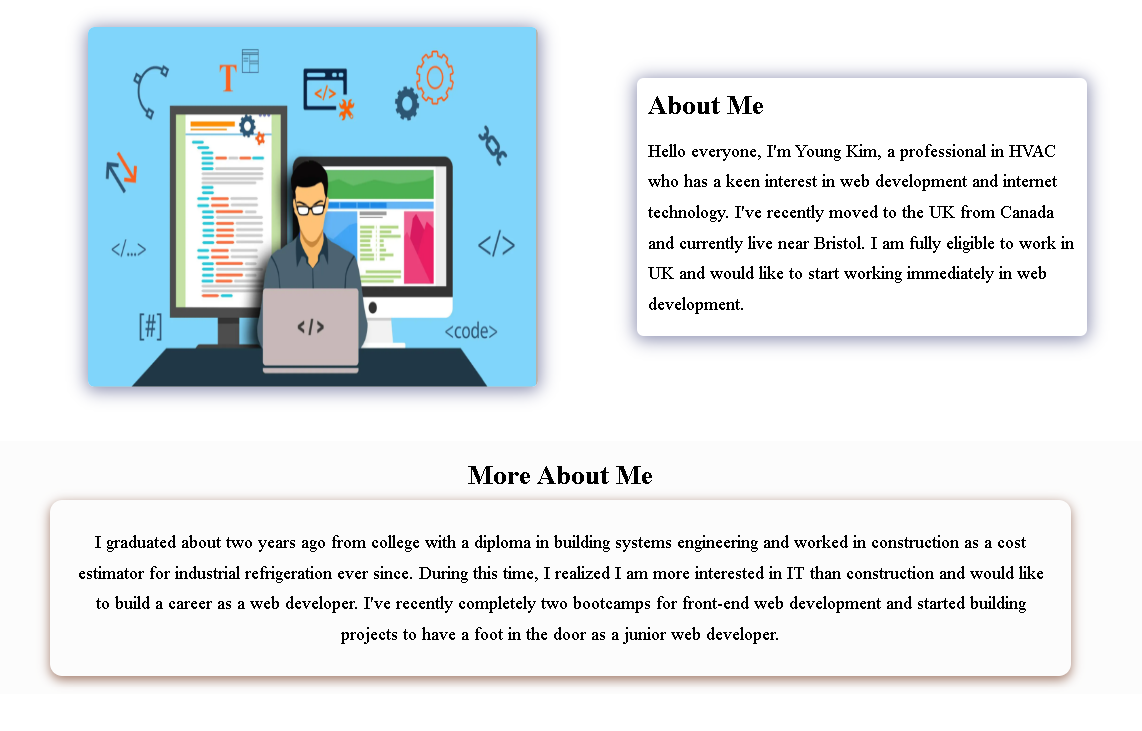 T
</>
</...>
</>
[#]
</>
<code>
About Me
Hello everyone, I'm Young Kim, a professional in HVAC
who has a keen interest in web development and internet
technology. I've recently moved to the UK from Canada
and currently live near Bristol. I am fully eligible to work in
UK and would like to start working immediately in web
development.
More About Me
I graduated about two years ago from college with a diploma in building systems engineering and worked in construction as a cost
estimator for industrial refrigeration ever since. During this time, I realized I am more interested in IT than construction and would like
to build a career as a web developer. I've recently completely two bootcamps for front-end web development and started building
projects to have a foot in the door as a junior web developer.